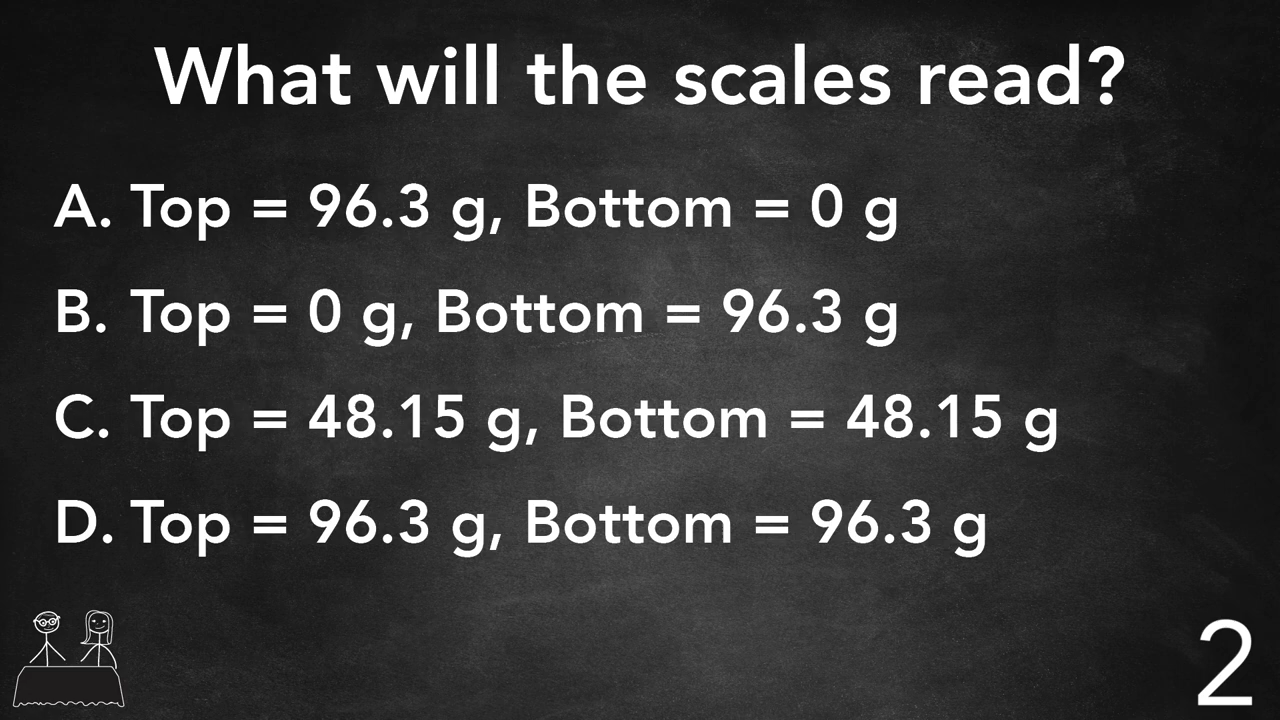 What will the scales read?
A. Top = 96.3 g, Bottom = 0 g
B. Top = 0 g, Bottom = 96.3 g
C. Top = 48.15 g, Bottom = 48.15 g
D. Top = 96.3 g, Bottom = 96.3 g
2